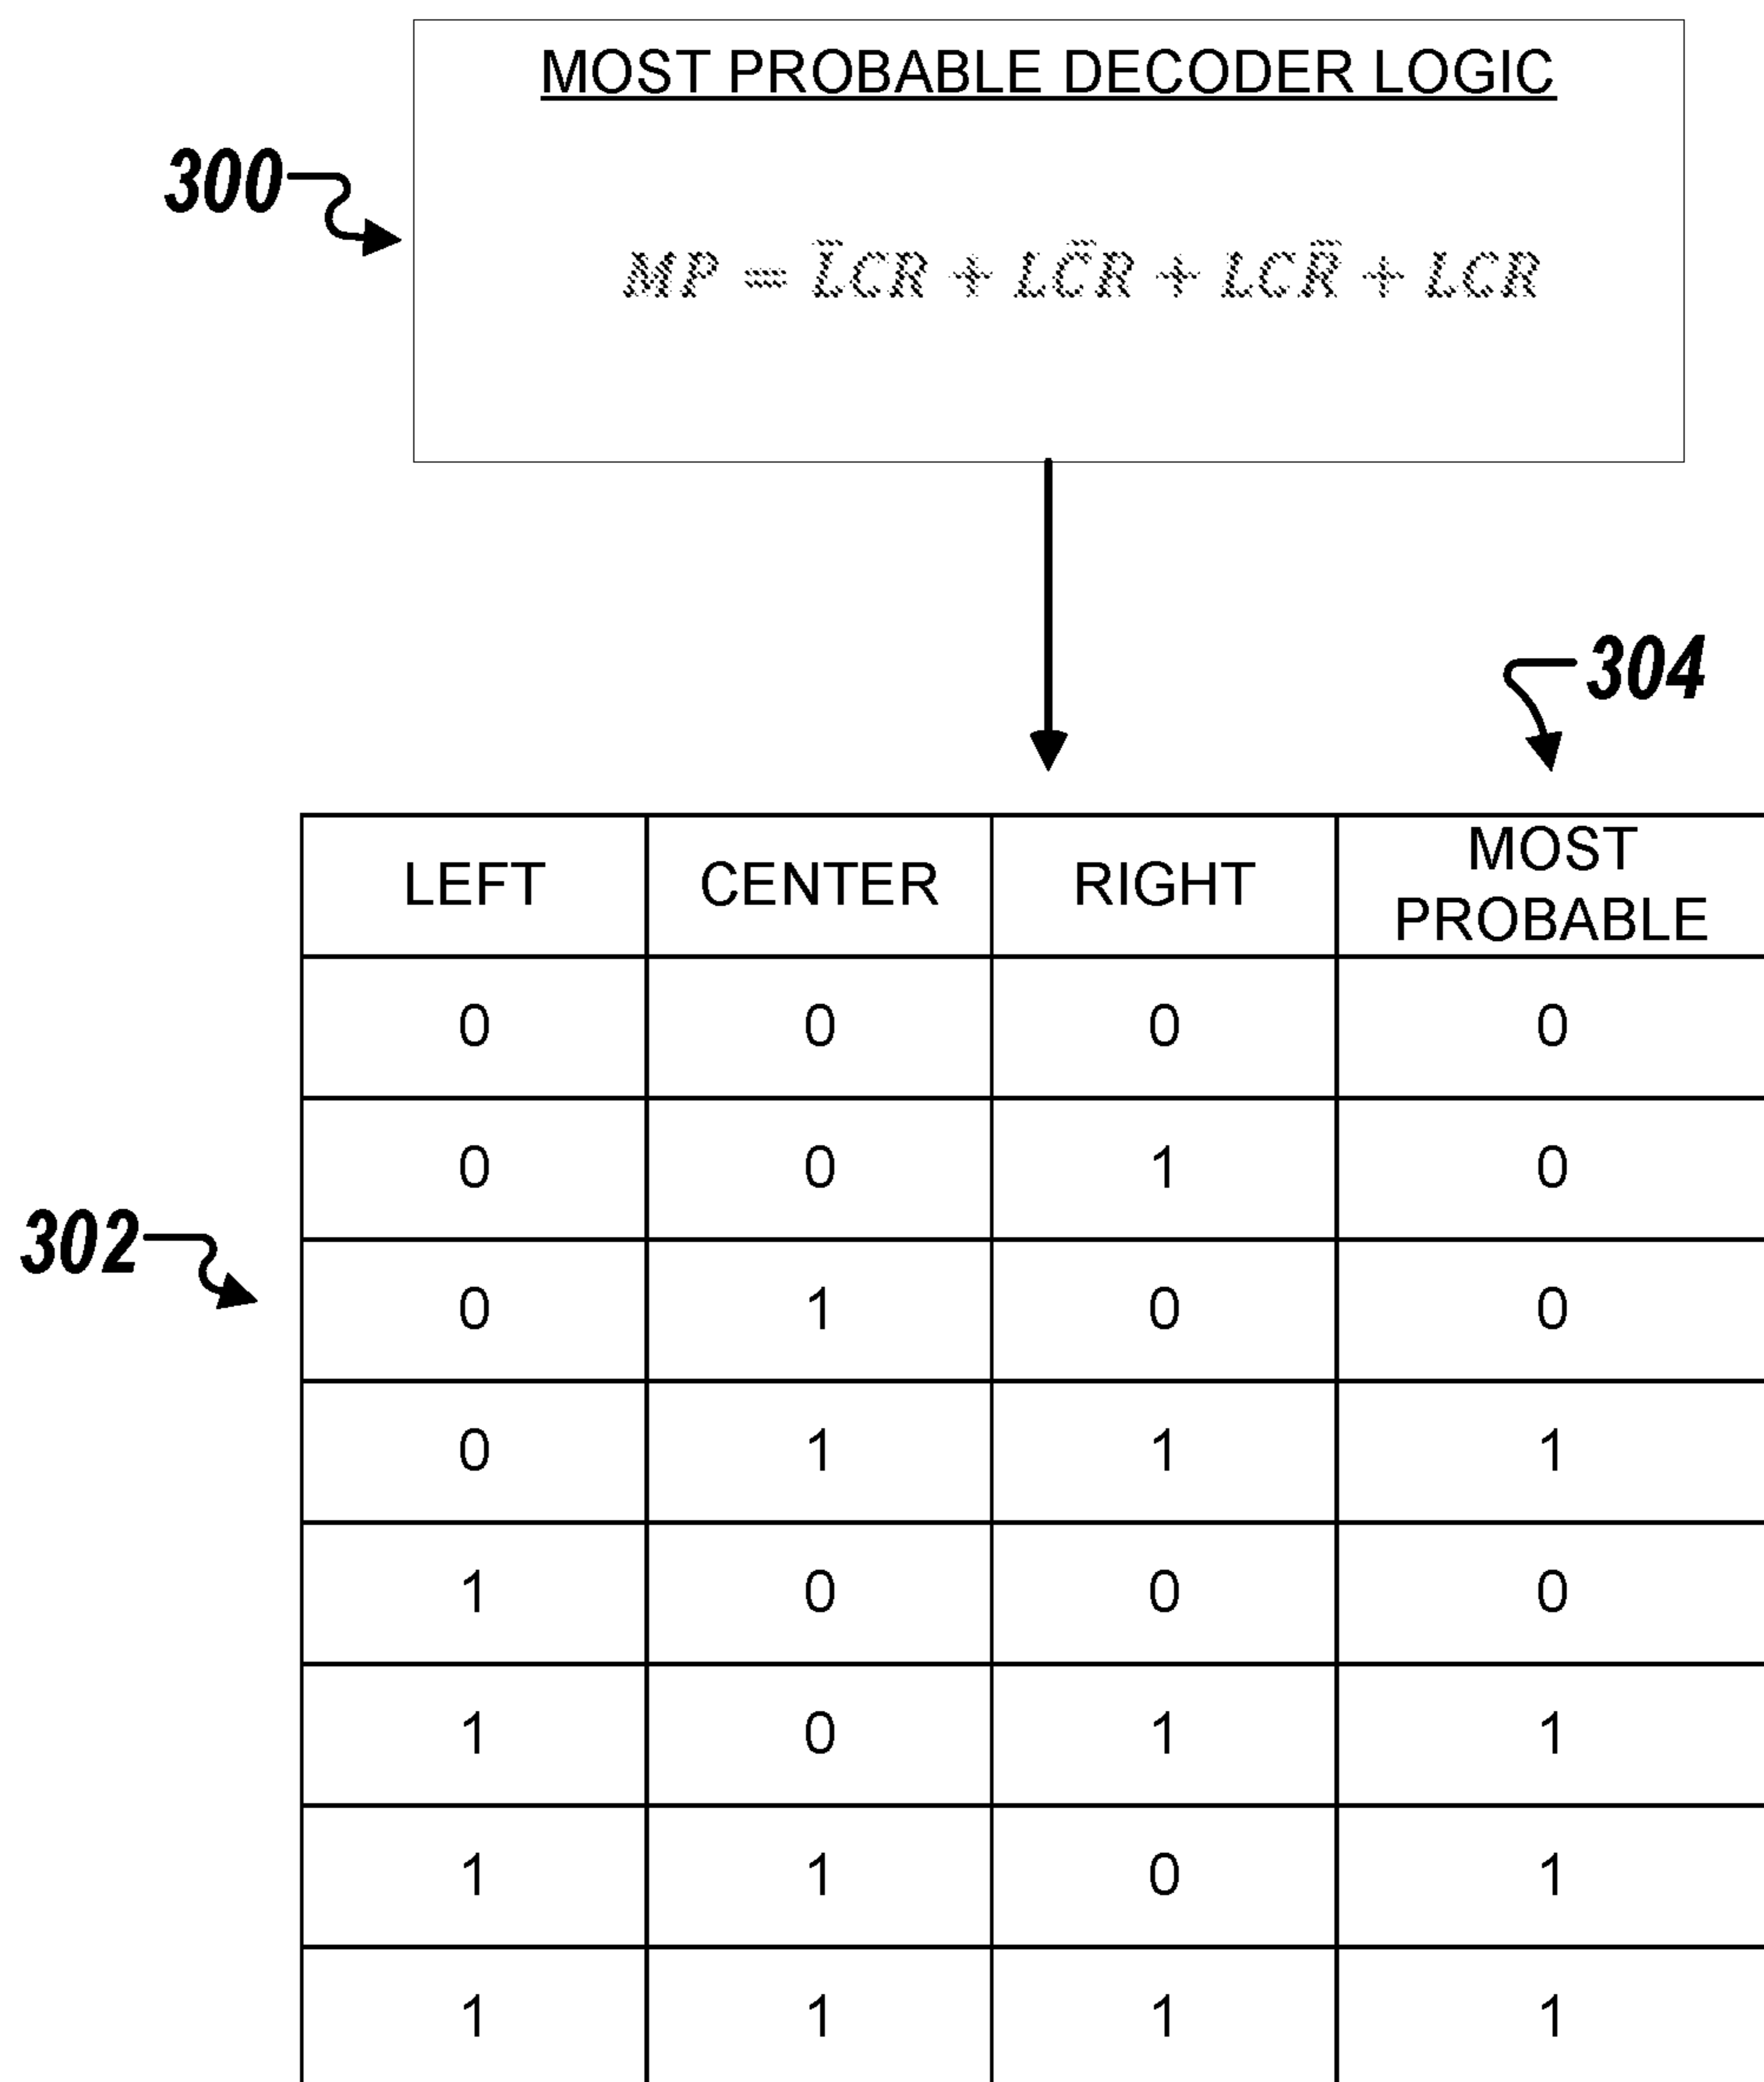 MOST PROBABLE DECODER LOGIC
300
MP = L̄CR + LC̄R + LCR̄ + LCR
304
LEFT CENTER RIGHT MOST PROBABLE
0 0 0 0
0 0 1 0
302
0 1 0 0
0 1 1 1
1 0 0 0
1 0 1 1
1 1 0 1
1 1 1 1